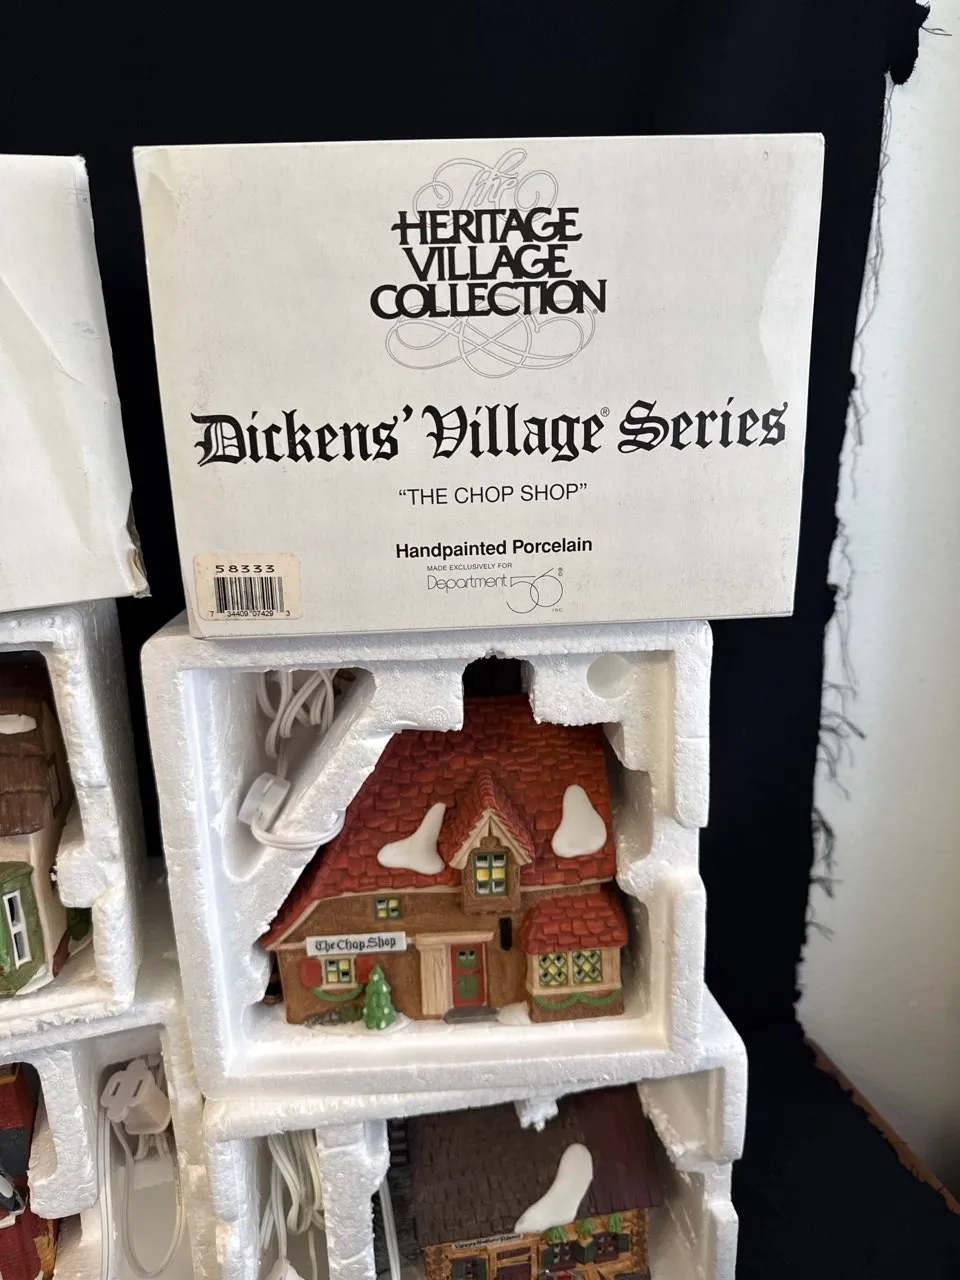 The
HERITAGE
VILLAGE
COLLECTION
Dickens' Village® Series
“THE CHOP SHOP”
Handpainted Porcelain
MADE EXCLUSIVELY FOR
Department 56®
INC.
58333
7 34409 07429 3
The Chop Shop